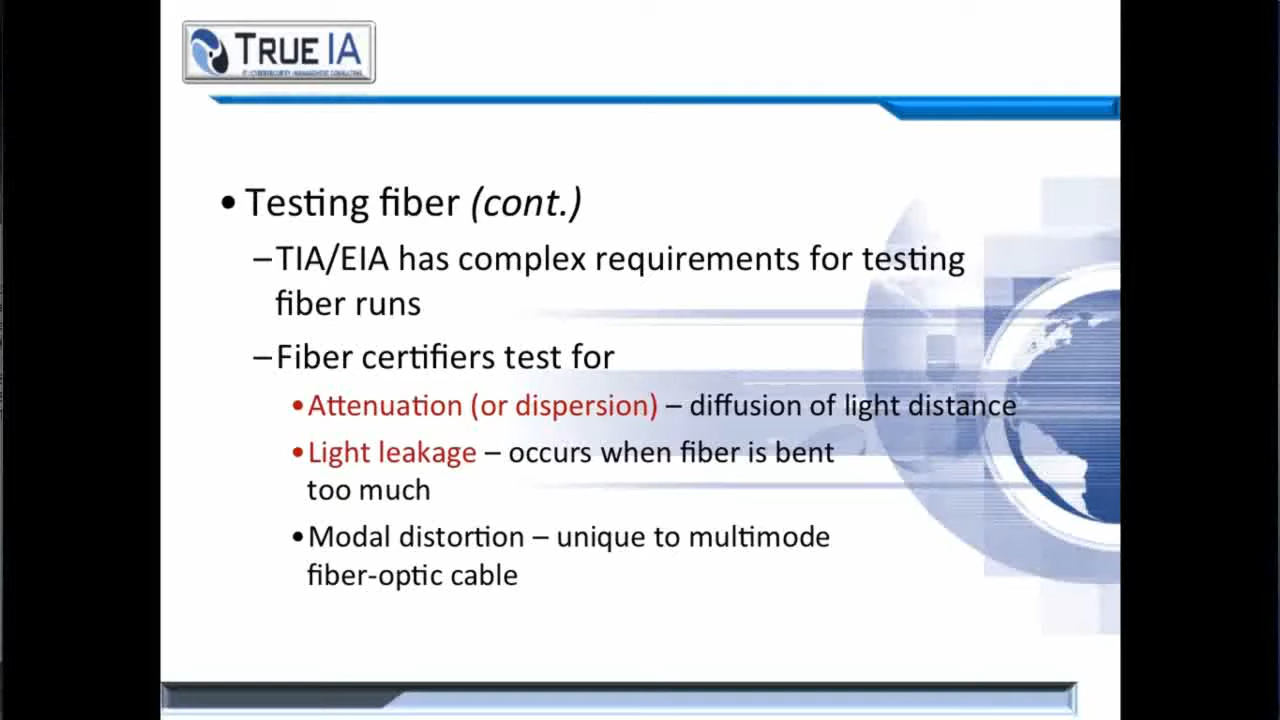 TRUE IA
• Testing fiber (cont.)
–TIA/EIA has complex requirements for testing
fiber runs
–Fiber certifiers test for
•Attenuation (or dispersion) – diffusion of light distance
•Light leakage – occurs when fiber is bent
too much
•Modal distortion – unique to multimode
fiber-optic cable